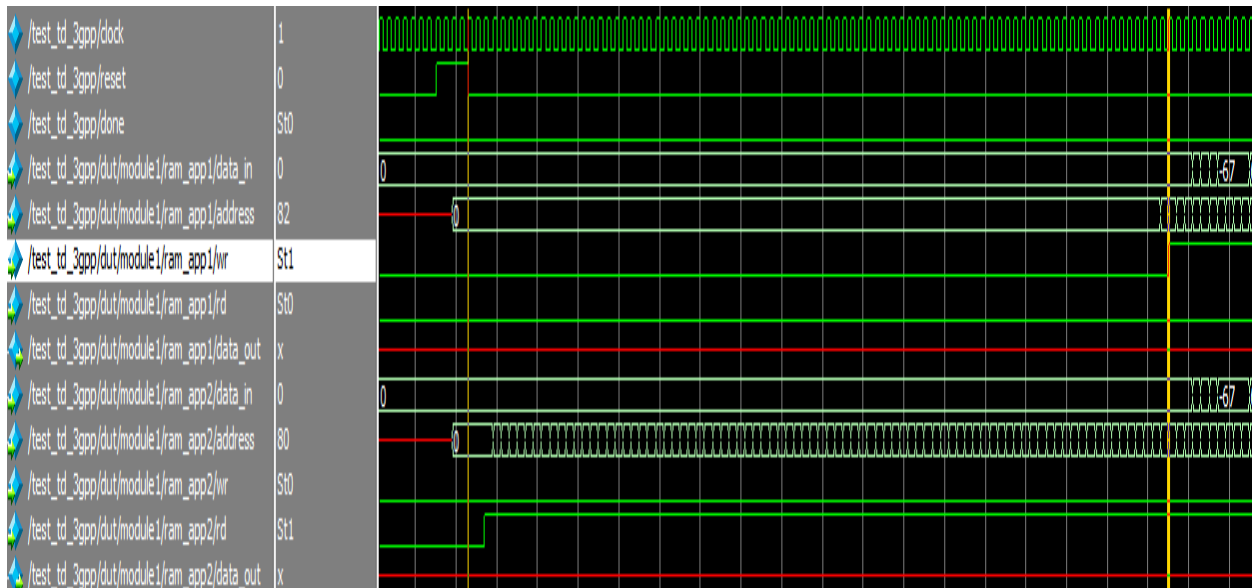 /test_td_3gpp/clock 1
/test_td_3gpp/reset 0
/test_td_3gpp/done St0
/test_td_3gpp/dut/module1/ram_app1/data_in 0 0 -67
/test_td_3gpp/dut/module1/ram_app1/address 82 0
/test_td_3gpp/dut/module1/ram_app1/wr St1
/test_td_3gpp/dut/module1/ram_app1/rd St0
/test_td_3gpp/dut/module1/ram_app1/data_out x
/test_td_3gpp/dut/module1/ram_app2/data_in 0 0 -67
/test_td_3gpp/dut/module1/ram_app2/address 80 0
/test_td_3gpp/dut/module1/ram_app2/wr St0
/test_td_3gpp/dut/module1/ram_app2/rd St1
/test_td_3gpp/dut/module1/ram_app2/data_out x